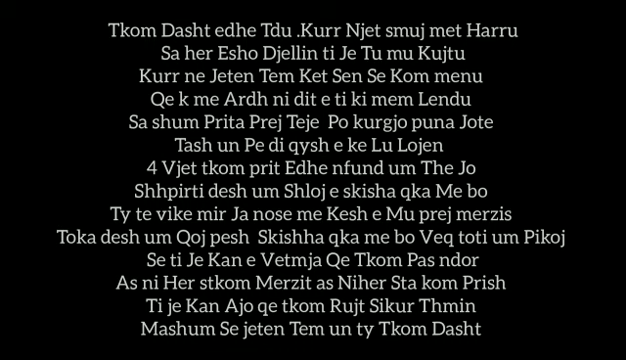 Tkom Dasht edhe Tdu .Kurr Njet smuj met Harru
Sa her Esho Djellin ti Je Tu mu Kujtu
Kurr ne Jeten Tem Ket Sen Se Kom menu
Qe k me Ardh ni dit e ti ki mem Lendu
Sa shum Prita Prej Teje  Po kurgjo puna Jote
Tash un Pe di qysh e ke Lu Lojen
4 Vjet tkom prit Edhe nfund um The Jo
Shhpirti desh um Shloj e skisha qka Me bo
Ty te vike mir Ja nose me Kesh e Mu prej merzis
Toka desh um Qoj pesh  Skishha qka me bo Veq toti um Pikoj
Se ti Je Kan e Vetmja Qe Tkom Pas ndor
As ni Her stkom Merzit as Niher Sta kom Prish
Ti je Kan Ajo qe tkom Rujt Sikur Thmin
Mashum Se jeten Tem un ty Tkom Dasht